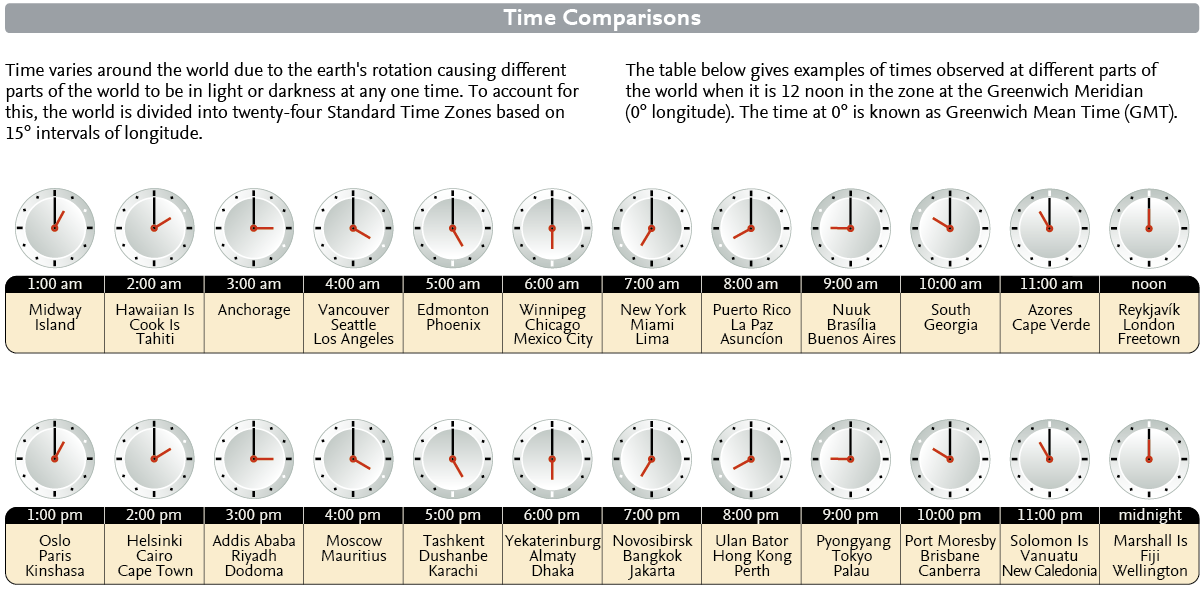 Time Comparisons
Time varies around the world due to the earth's rotation causing different
parts of the world to be in light or darkness at any one time. To account for
this, the world is divided into twenty-four Standard Time Zones based on
15° intervals of longitude.
The table below gives examples of times observed at different parts of
the world when it is 12 noon in the zone at the Greenwich Meridian
(0° longitude). The time at 0° is known as Greenwich Mean Time (GMT).
1:00 am
Midway
Island
2:00 am
Hawaiian Is
Cook Is
Tahiti
3:00 am
Anchorage
4:00 am
Vancouver
Seattle
Los Angeles
5:00 am
Edmonton
Phoenix
6:00 am
Winnipeg
Chicago
Mexico City
7:00 am
New York
Miami
Lima
8:00 am
Puerto Rico
La Paz
Asuncíon
9:00 am
Nuuk
Brasília
Buenos Aires
10:00 am
South
Georgia
11:00 am
Azores
Cape Verde
noon
Reykjavík
London
Freetown
1:00 pm
Oslo
Paris
Kinshasa
2:00 pm
Helsinki
Cairo
Cape Town
3:00 pm
Addis Ababa
Riyadh
Dodoma
4:00 pm
Moscow
Mauritius
5:00 pm
Tashkent
Dushanbe
Karachi
6:00 pm
Yekaterinburg
Almaty
Dhaka
7:00 pm
Novosibirsk
Bangkok
Jakarta
8:00 pm
Ulan Bator
Hong Kong
Perth
9:00 pm
Pyongyang
Tokyo
Palau
10:00 pm
Port Moresby
Brisbane
Canberra
11:00 pm
Solomon Is
Vanuatu
New Caledonia
midnight
Marshall Is
Fiji
Wellington